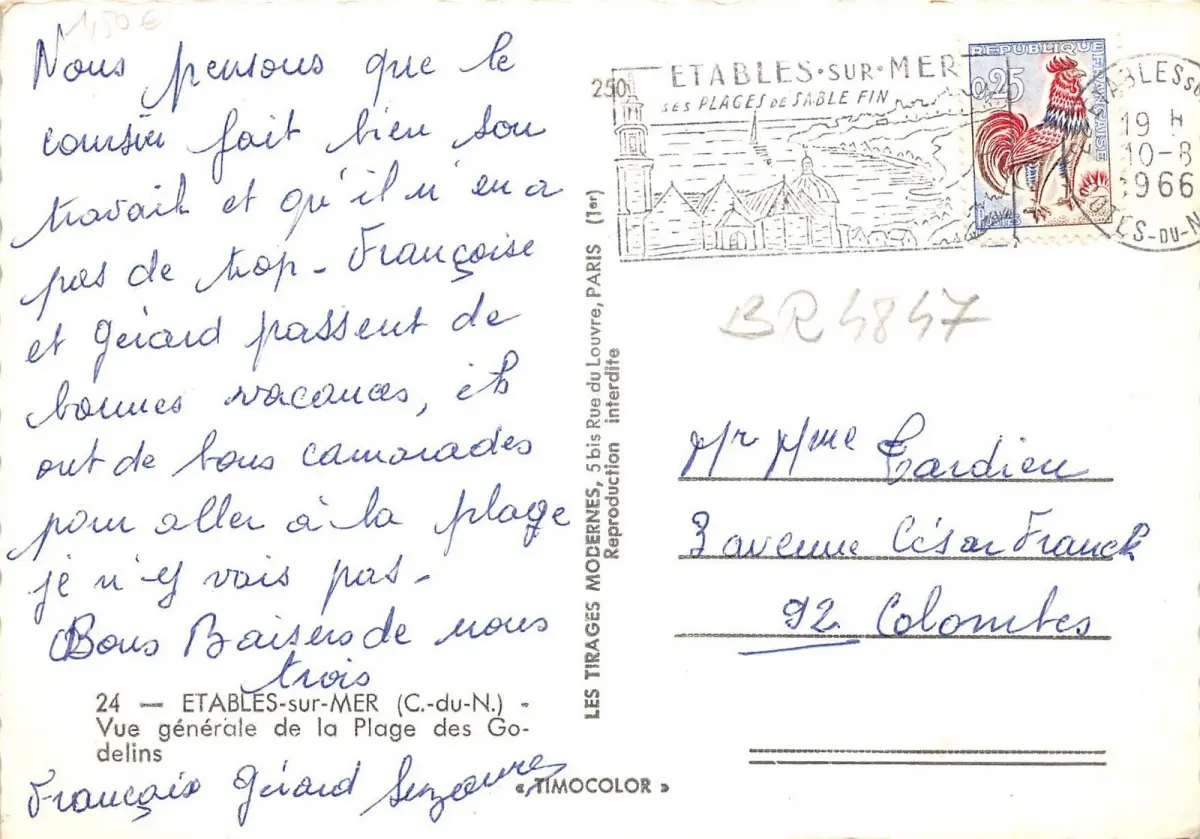 1,50 €
Nous pensons que le
cousin fait bien son
travail et qu'il n'en a
pas de trop - Françoise
et Gérard passent de
bonnes vacances, ils
ont de bons camarades
pour aller à la plage
je n'y vais pas -
Bons Baisers de nous
trois
24 — ETABLES-sur-MER (C.-du-N.) -
Vue générale de la Plage des Go-
delins
Gérard Suzanne
LES TIRAGES MODERNES, 5 bis Rue du Louvre, PARIS (1er)
Reproduction interdite
« TIMOCOLOR »
250
ETABLES·SUR·MER
SES PLAGES DE SABLE FIN
REPUBLIQUE
FRANÇAISE
0,25
19 H
10-8
1966
BR4847
Mr Mme Tardieu
3 avenue César Franck
92 Colombes